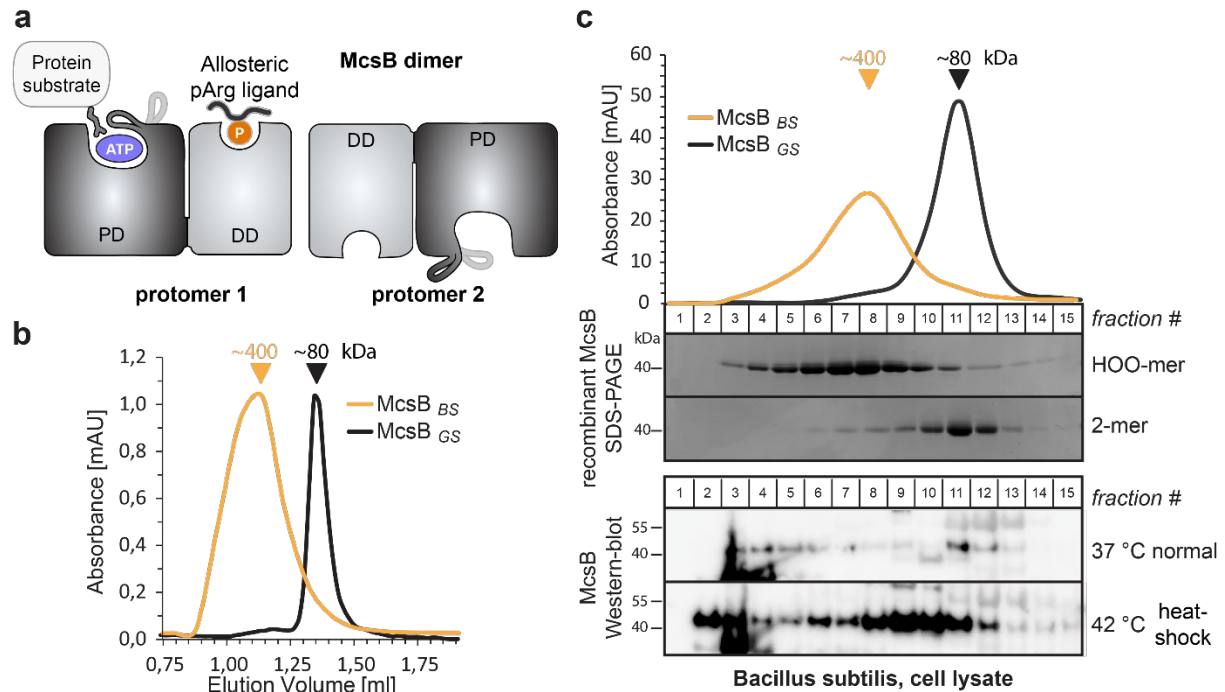 a
Protein
substrate
ATP
PD
Allosteric
pArg ligand
P
DD
McsB dimer
DD
PD
protomer 1
protomer 2
b
~400
~80 kDa
1,2
1,0
0,8
0,6
0,4
0,2
0,0
Absorbance [mAU]
McsB BS
McsB GS
0,75
1,00
1,25
1,50
1,75
Elution Volume [ml]
c
~400
~80 kDa
60
50
40
30
20
10
0
Absorbance [mAU]
McsB BS
McsB GS
1 2 3 4 5 6 7 8 9 10 11 12 13 14 15 fraction #
recombinant McsB
SDS-PAGE
kDa
40
HOO-mer
40
2-mer
1 2 3 4 5 6 7 8 9 10 11 12 13 14 15 fraction #
McsB
Western-blot
55
40
37 °C normal
55
40
42 °C heat-
shock
Bacillus subtilis, cell lysate